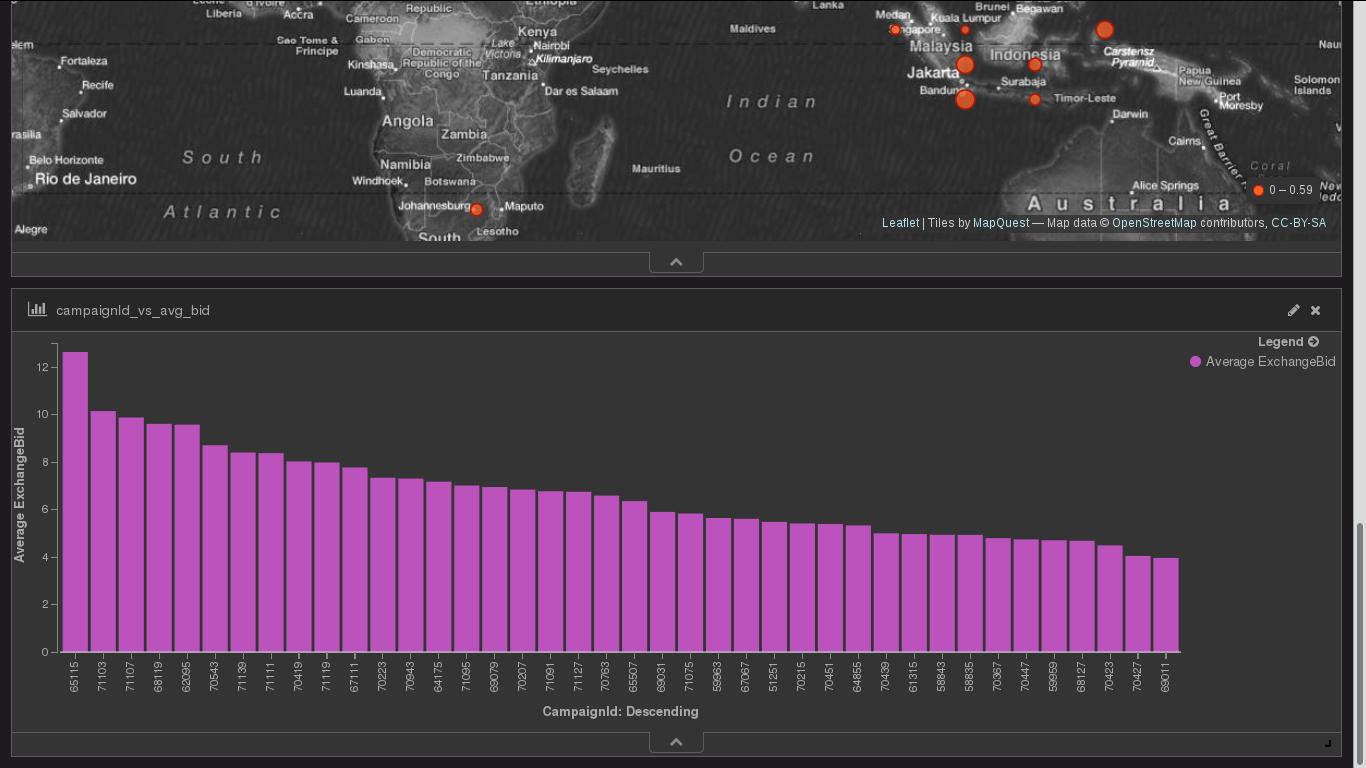 Liberia
Accra
Cameroon
Republic
Ethiopia
Lanka
Medan
Brunei
Begawan
Kuala Lumpur
Kenya
Maldives
Singapore
Sao Tome &
Principe
Gabon
Lake
Victoria
Nairobi
Malaysia
Indonesia
Carstensz
Pyramid
Fortaleza
Kinshasa
Democratic
Republic of the
Congo
Kilimanjaro
Tanzania
Seychelles
Jakarta
Papua
New Guinea
Solomon
Islands
Recife
Luanda
Dar es Salaam
Bandung
Surabaja
Timor-Leste
Port
Moresby
Salvador
Angola
Zambia
Indian
Darwin
rasilia
Great Barrier
Cairns
Belo Horizonte
South
Namibia
Zimbabwe
Ocean
Coral
Rio de Janeiro
Windhoek
Botswana
Mauritius
Alice Springs
0 – 0.59
New
Atlantic
Johannesburg
Maputo
Australia
Alegre
South
Lesotho
Leaflet | Tiles by MapQuest — Map data © OpenStreetMap contributors, CC-BY-SA
campaignId_vs_avg_bid
Legend
Average ExchangeBid
Average ExchangeBid
12
10
8
6
4
2
0
65115
71103
71107
68119
62095
70543
71139
71111
70419
71119
67111
70223
70943
64175
71095
69079
70207
71091
71127
70763
65507
69031
71075
59963
67067
51251
70215
70451
64855
70439
61315
58843
58835
70367
70447
59959
68127
70423
70427
69011
CampaignId: Descending